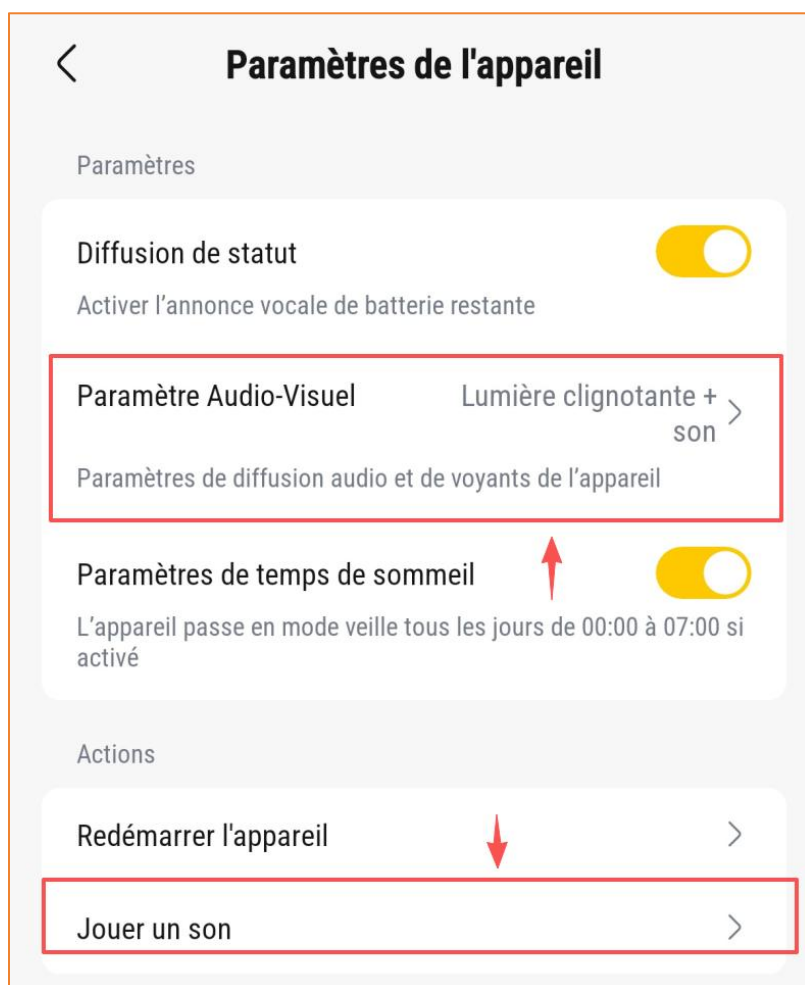 Paramètres de l'appareil
Paramètres
Diffusion de statut
Activer l’annonce vocale de batterie restante
Paramètre Audio-Visuel
Lumière clignotante +
son
Paramètres de diffusion audio et de voyants de l’appareil
Paramètres de temps de sommeil
L’appareil passe en mode veille tous les jours de 00:00 à 07:00 si
activé
Actions
Redémarrer l'appareil
Jouer un son